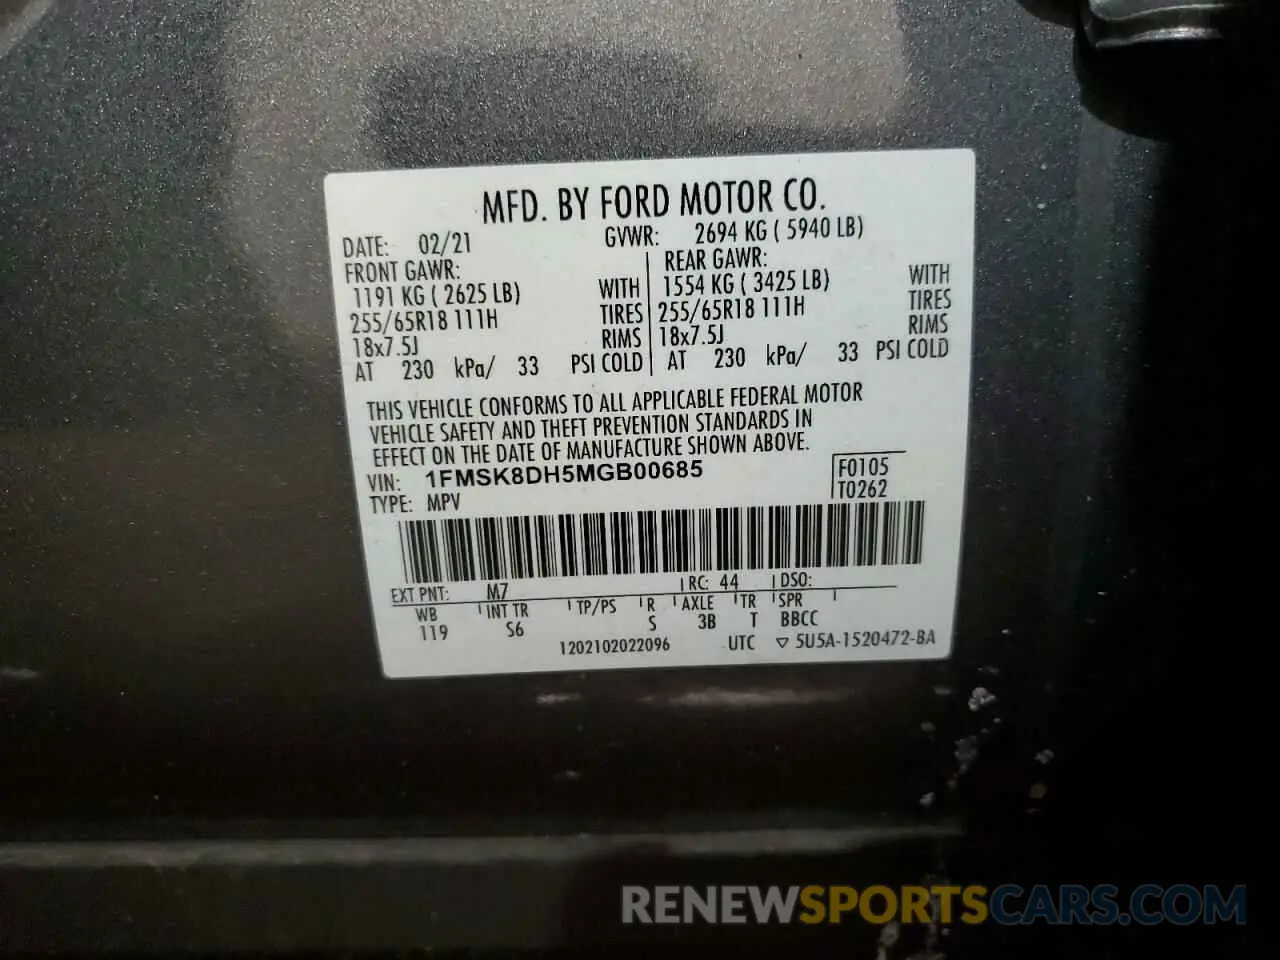 MFD. BY FORD MOTOR CO.
DATE: 02/21 GVWR: 2694 KG ( 5940 LB)
FRONT GAWR: REAR GAWR:
1191 KG ( 2625 LB) WITH 1554 KG ( 3425 LB) WITH
255/65R18 111H TIRES 255/65R18 111H TIRES
18x7.5J RIMS 18x7.5J RIMS
AT 230 kPa/ 33 PSI COLD AT 230 kPa/ 33 PSI COLD
THIS VEHICLE CONFORMS TO ALL APPLICABLE FEDERAL MOTOR
VEHICLE SAFETY AND THEFT PREVENTION STANDARDS IN
EFFECT ON THE DATE OF MANUFACTURE SHOWN ABOVE.
VIN: 1FMSK8DH5MGB00685 F0105
TYPE: MPV T0262
EXT PNT: M7 RC: 44 DSO:
WB INT TR TP/PS R AXLE TR SPR
119 S6 S 3B T BBCC
1202102022096 UTC ▽ 5U5A-1520472-BA
RENEWSPORTSCARS.COM